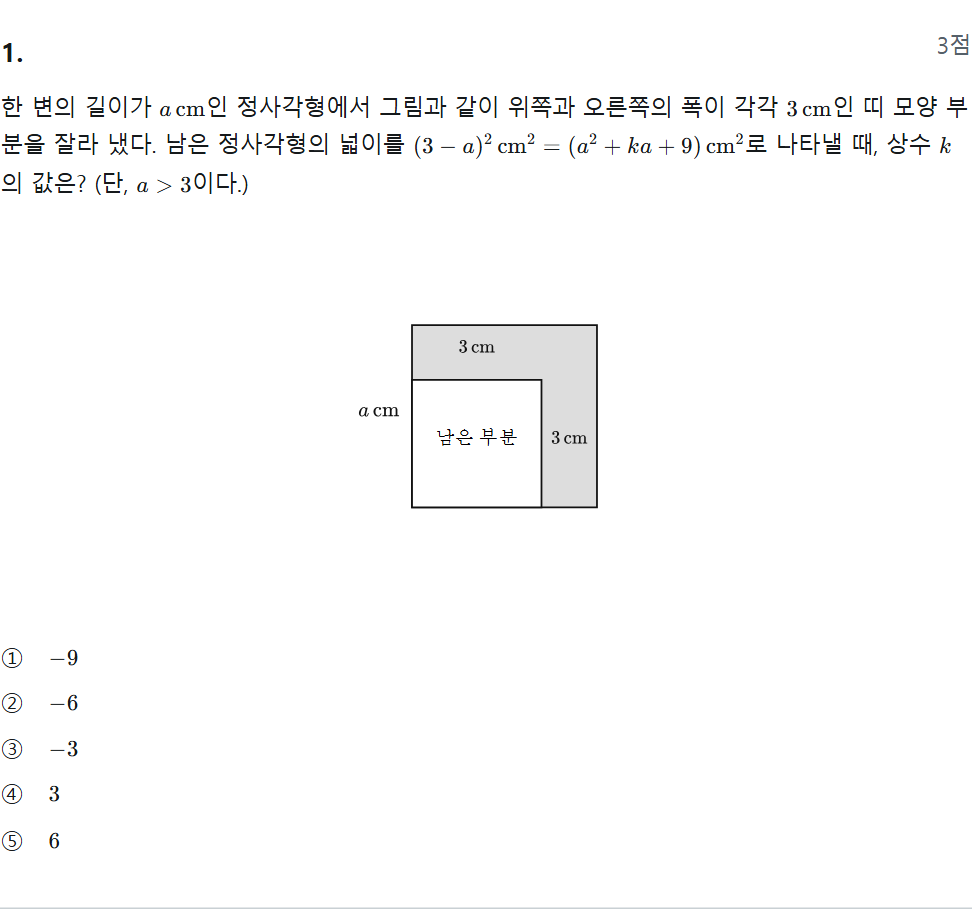 3점
1.
한 변의 길이가 a cm인 정사각형에서 그림과 같이 위쪽과 오른쪽의 폭이 각각 3 cm인 띠 모양 부
분을 잘라 냈다. 남은 정사각형의 넓이를 (3 − a)² cm² = (a² + ka + 9) cm²로 나타낼 때, 상수 k
의 값은? (단, a > 3이다.)
3 cm
a cm
남은 부분
3 cm
① −9
② −6
③ −3
④ 3
⑤ 6